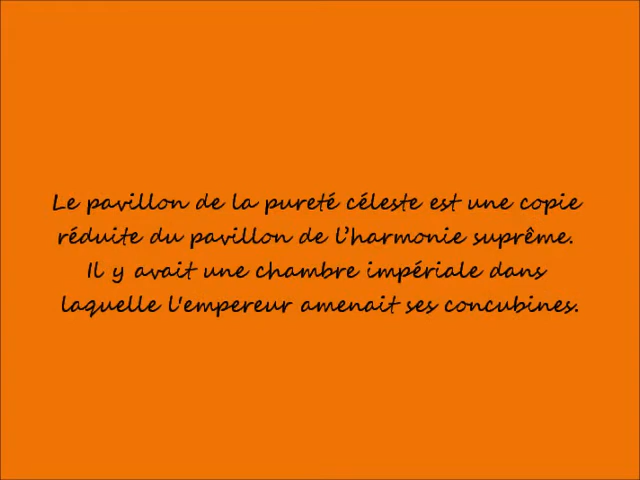 Le pavillon de la pureté céleste est une copie
réduite du pavillon de l’harmonie suprême.
Il y avait une chambre impériale dans
laquelle l'empereur amenait ses concubines.